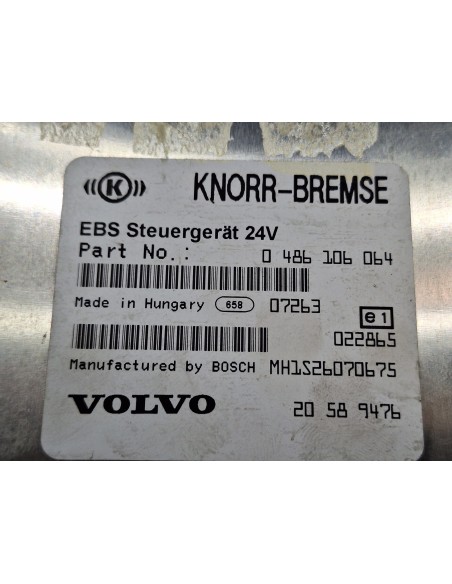 K KNORR-BREMSE
EBS Steuergerät 24V
Part No.: 0 486 106 064
Made in Hungary 658 07263 e1
022865
Manufactured by BOSCH MH1S26070675
VOLVO 20 58 9476